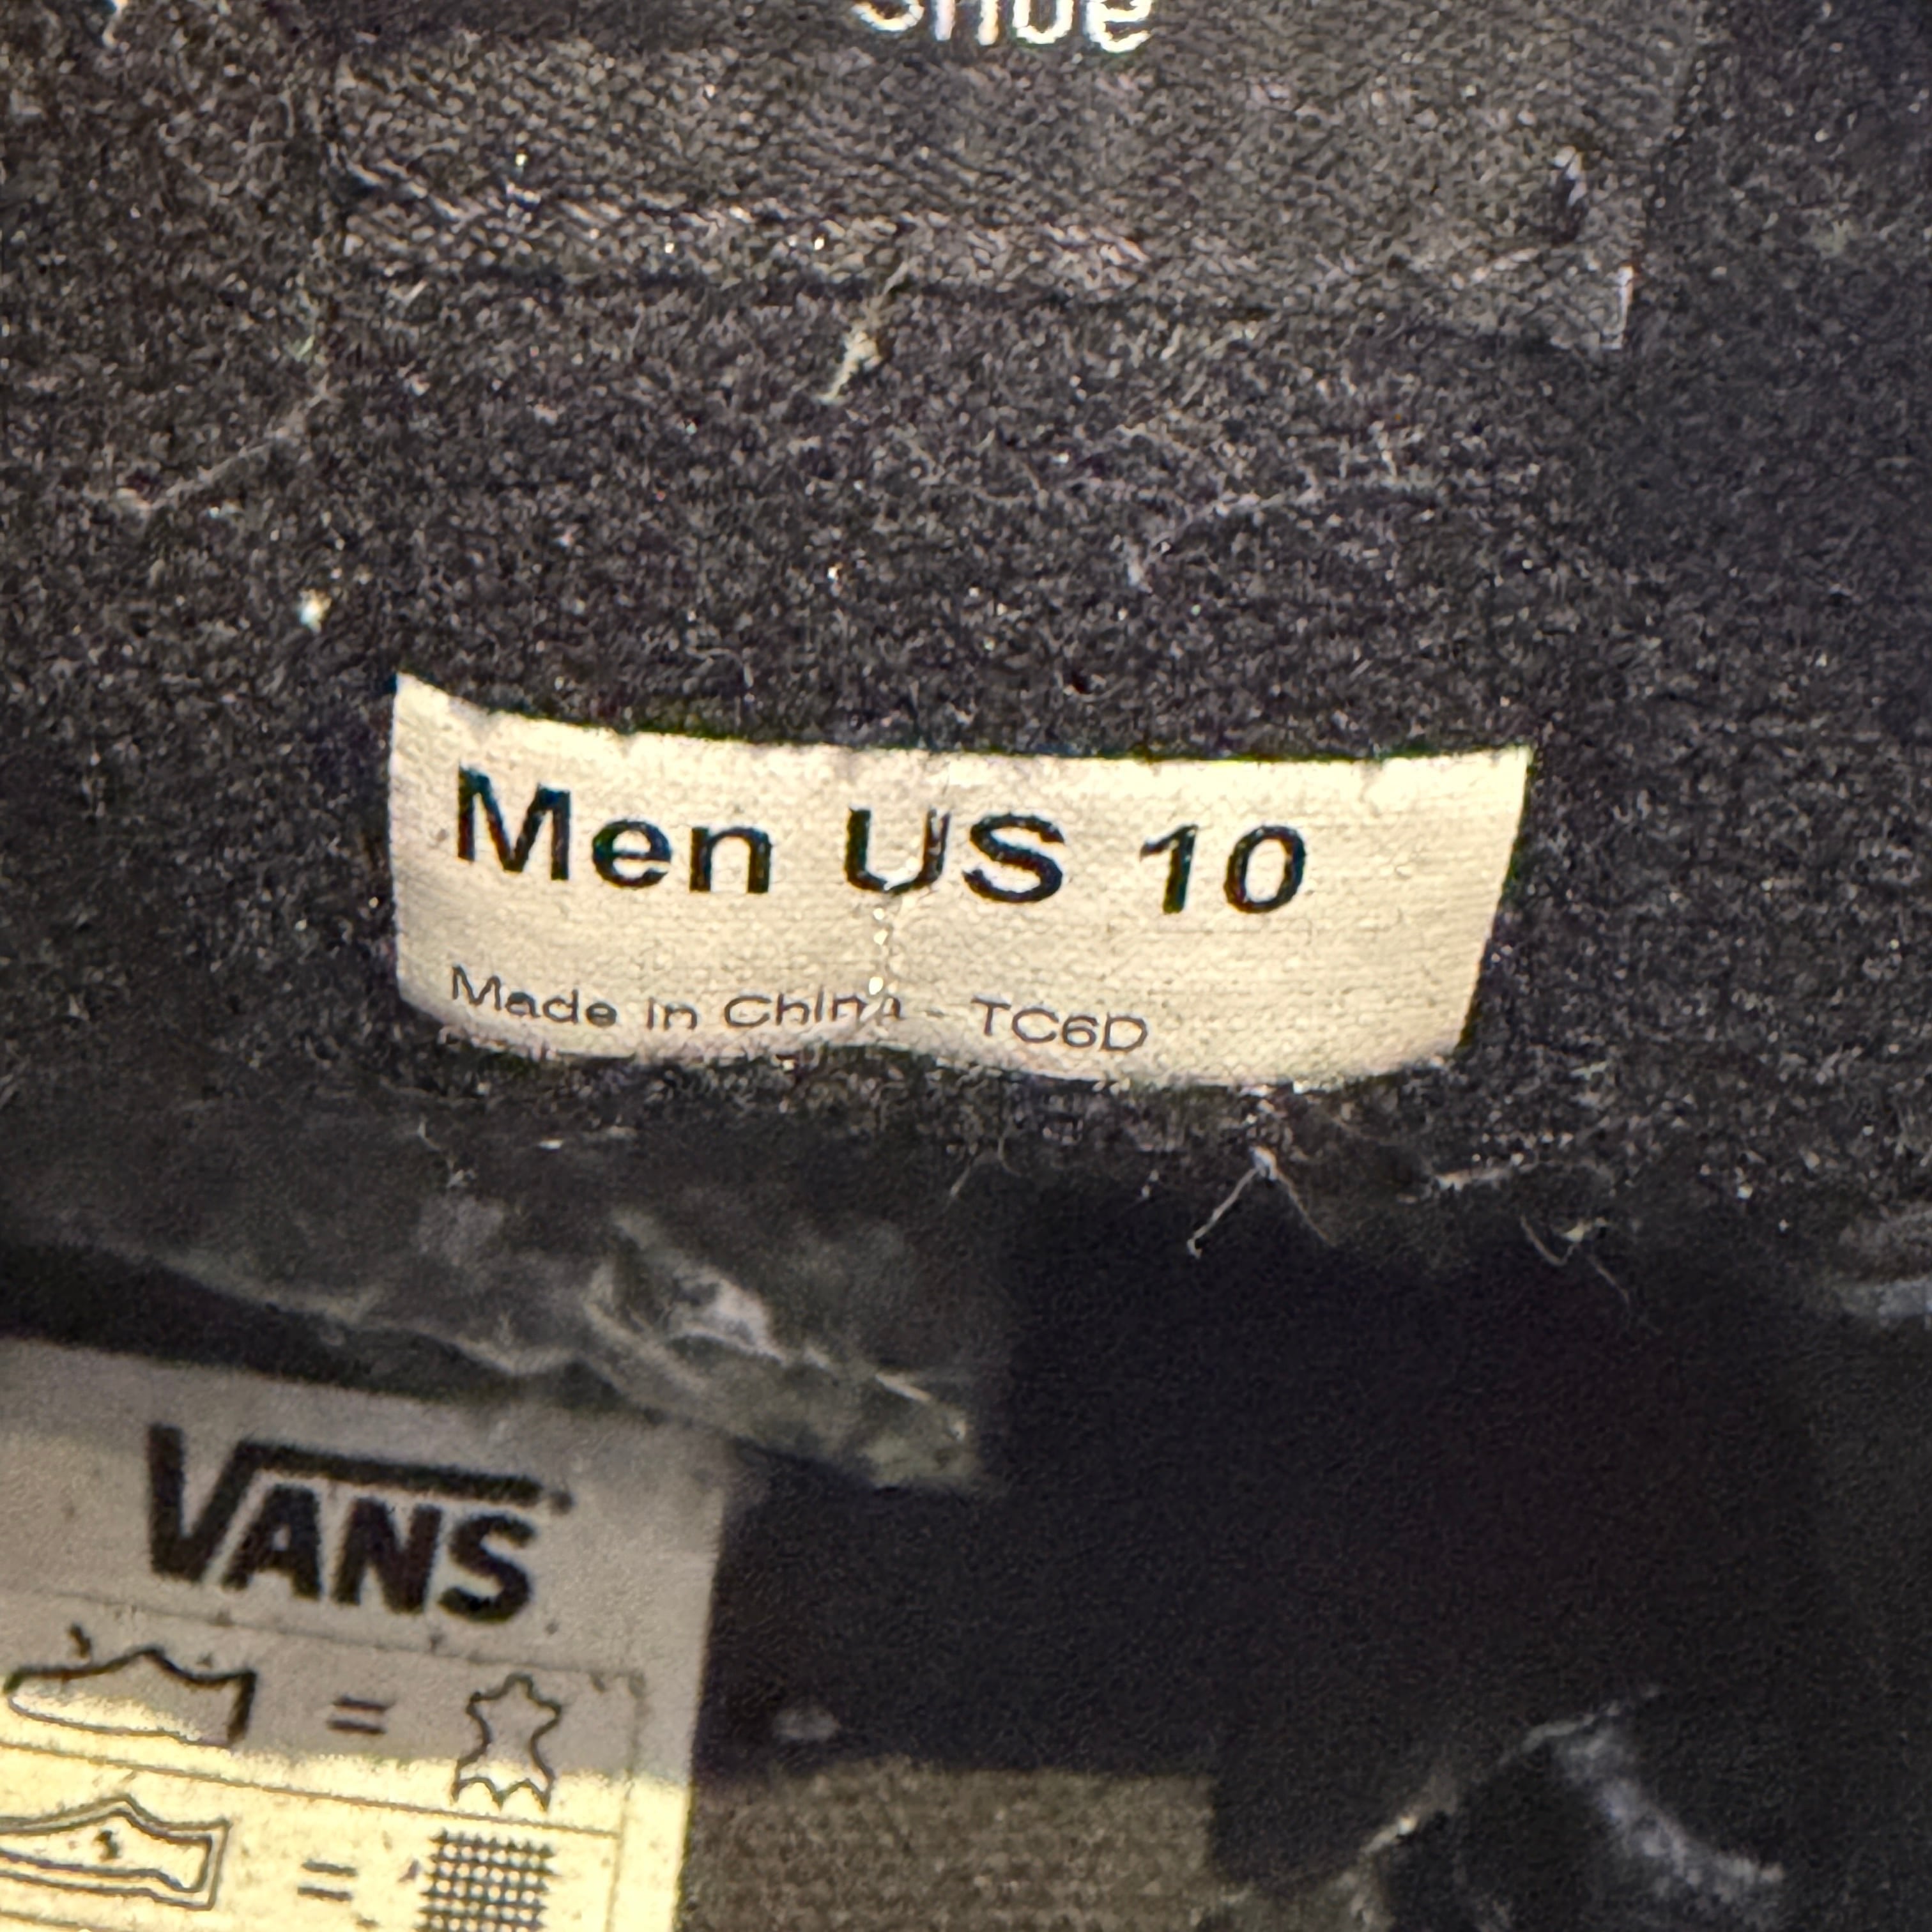 Shoe
Men US 10
Made in China - TC6D
VANS
=
=